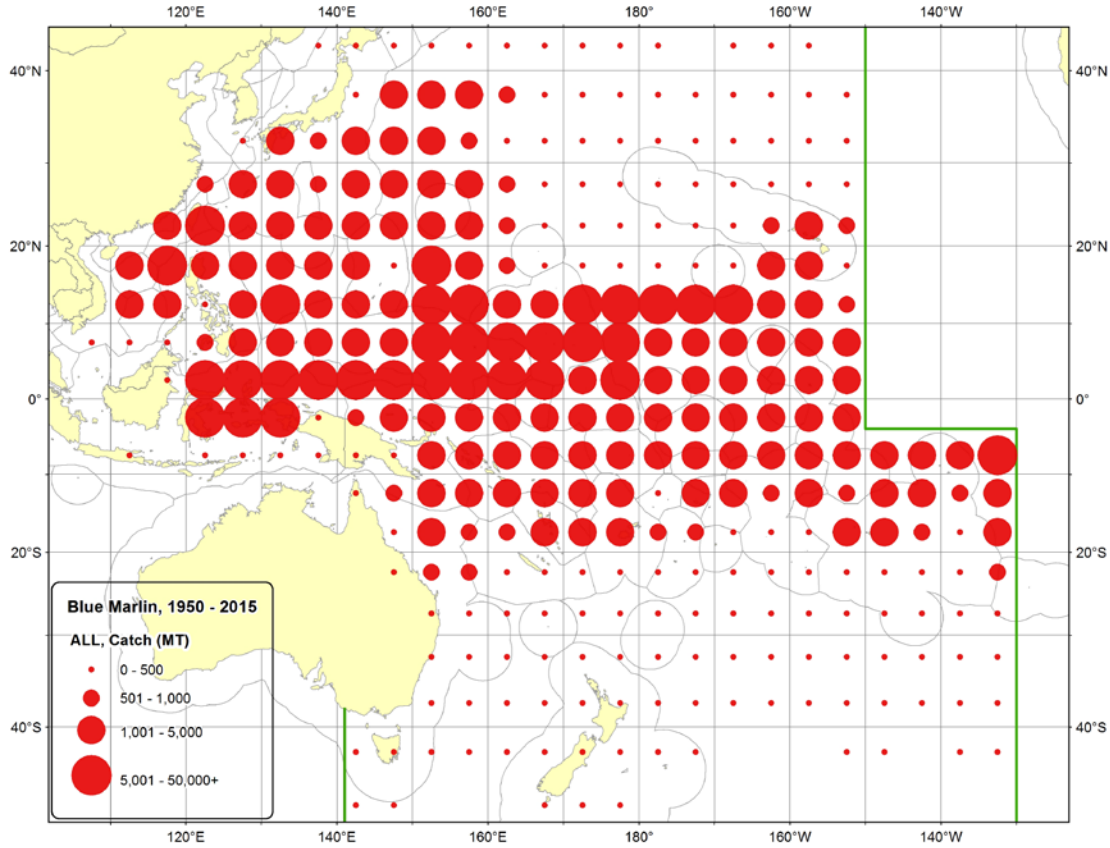 120°E 140°E 160°E 180° 160°W 140°W
40°N 40°N
20°N 20°N
0° 0°
20°S 20°S
Blue Marlin, 1950 - 2015
ALL, Catch (MT)
0 - 500
501 - 1,000
1,001 - 5,000
5,001 - 50,000+
40°S 40°S
120°E 140°E 160°E 180° 160°W 140°W